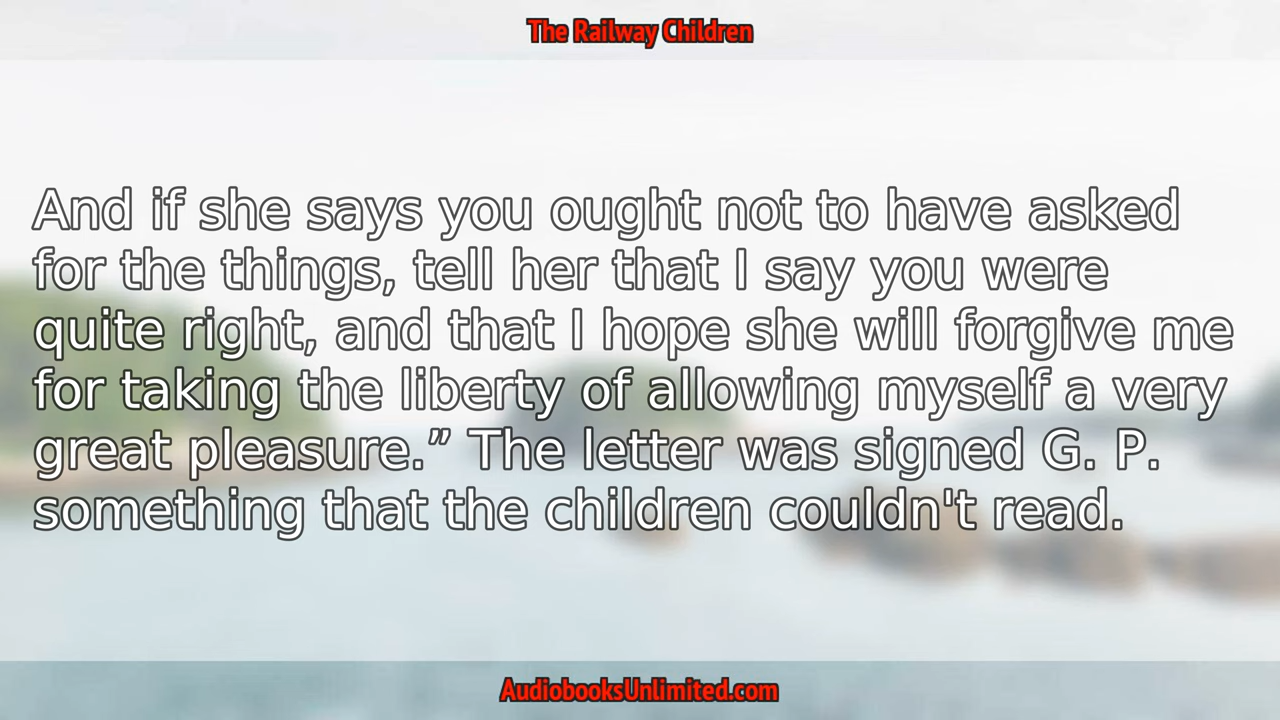 The Railway Children
And if she says you ought not to have asked
for the things, tell her that I say you were
quite right, and that I hope she will forgive me
for taking the liberty of allowing myself a very
great pleasure.” The letter was signed G. P.
something that the children couldn't read.
AudiobooksUnlimited.com